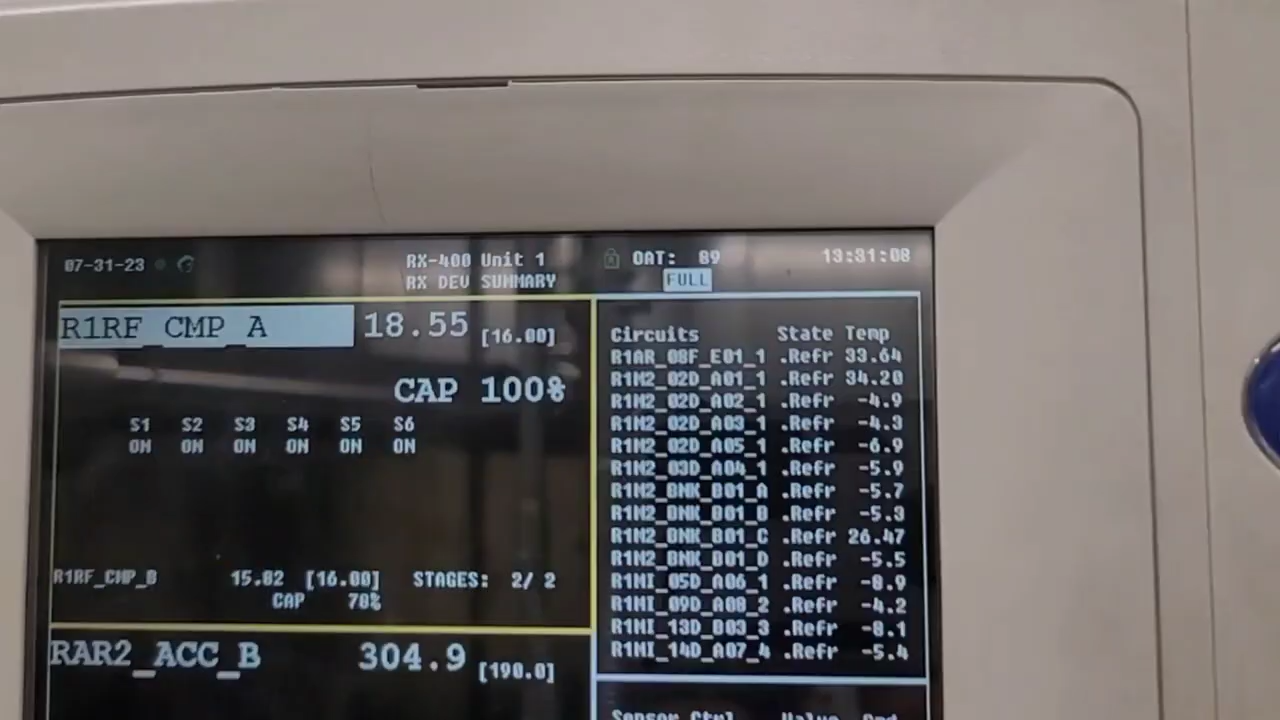 07-31-23
RX-400 Unit 1
RX DEV SUMMARY
OAT: 89
FULL
13:31:08
R1RF_CMP_A 18.55 [16.00]
CAP 100%
S1 S2 S3 S4 S5 S6
ON ON ON ON ON ON
R1RF_CMP_B 15.82 [16.00] STAGES: 2/ 2
CAP 78%
RAR2_ACC_B 304.9 [190.0]
Circuits State Temp
R1AR_08F_E01_1 .Refr 33.64
R1M2_02D_A01_1 .Refr 34.20
R1M2_02D_A02_1 .Refr -4.9
R1M2_02D_A03_1 .Refr -4.3
R1M2_02D_A05_1 .Refr -6.9
R1M2_03D_A04_1 .Refr -5.9
R1M2_BNK_B01_A .Refr -5.7
R1M2_BNK_B01_B .Refr -5.3
R1M2_BNK_B01_C .Refr 26.47
R1M2_BNK_B01_D .Refr -5.5
R1MI_05D_A06_1 .Refr -8.9
R1MI_09D_A08_2 .Refr -4.2
R1MI_13D_B03_3 .Refr -8.1
R1MI_14D_A07_4 .Refr -5.4
Sensor Ctrl Value Cmd